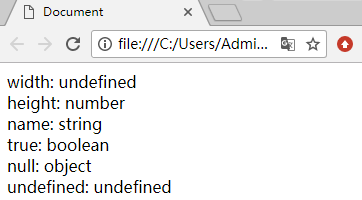 Document
file:///C:/Users/Admi...
width: undefined
height: number
name: string
true: boolean
null: object
undefined: undefined